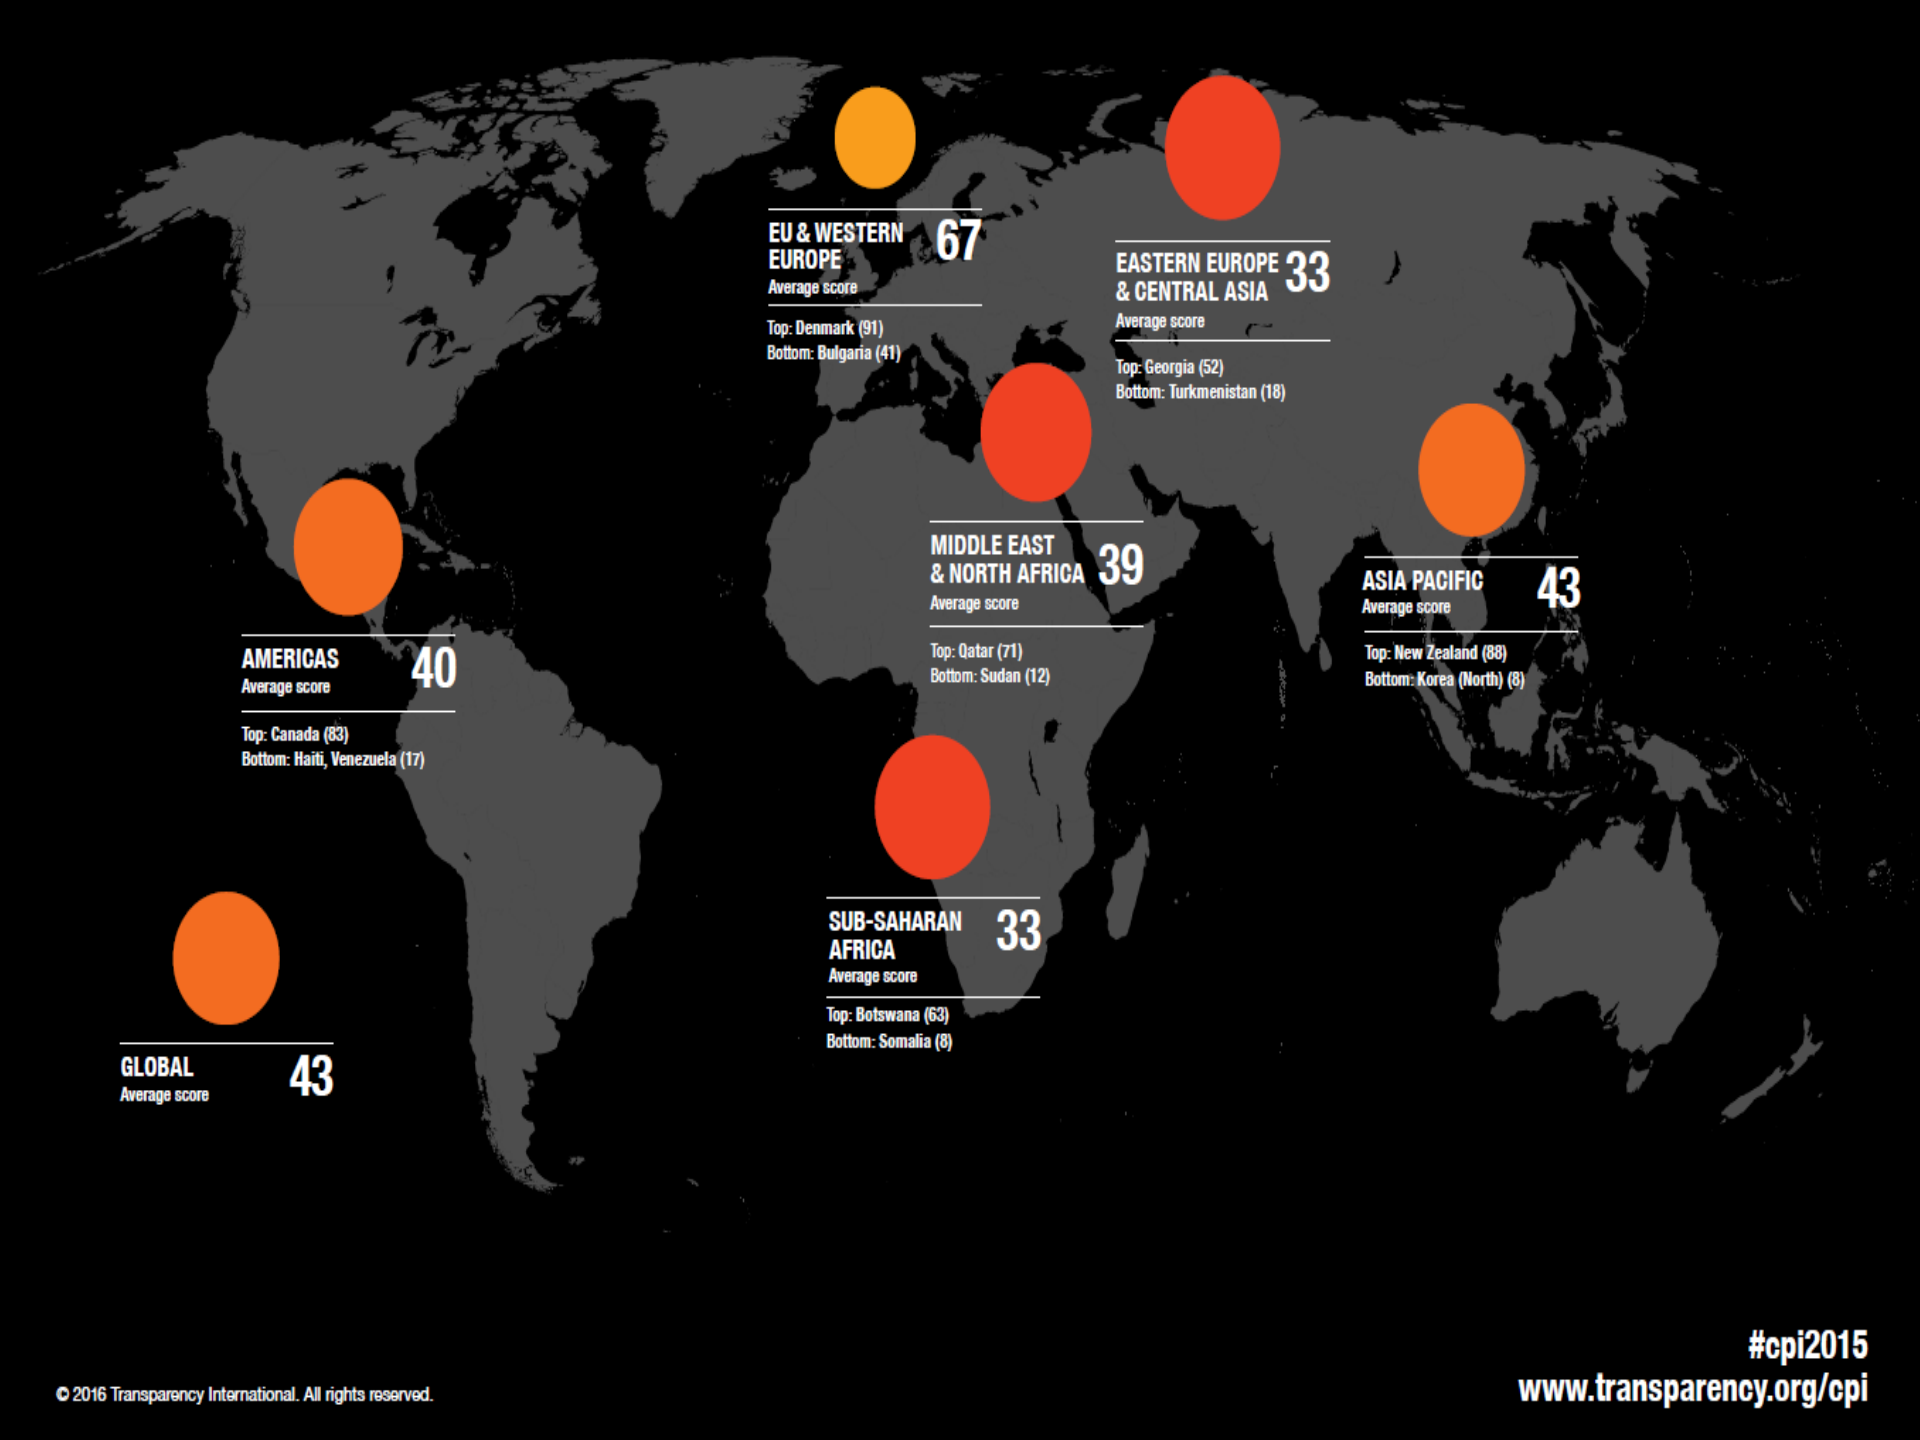 EU & WESTERN
EUROPE
67
Average score
Top: Denmark (91)
Bottom: Bulgaria (41)
EASTERN EUROPE
& CENTRAL ASIA
33
Average score
Top: Georgia (52)
Bottom: Turkmenistan (18)
MIDDLE EAST
& NORTH AFRICA
39
Average score
Top: Qatar (71)
Bottom: Sudan (12)
ASIA PACIFIC
43
Average score
Top: New Zealand (88)
Bottom: Korea (North) (8)
AMERICAS
40
Average score
Top: Canada (83)
Bottom: Haiti, Venezuela (17)
SUB-SAHARAN
AFRICA
33
Average score
Top: Botswana (63)
Bottom: Somalia (8)
GLOBAL
43
Average score
#cpi2015
www.transparency.org/cpi
© 2016 Transparency International. All rights reserved.